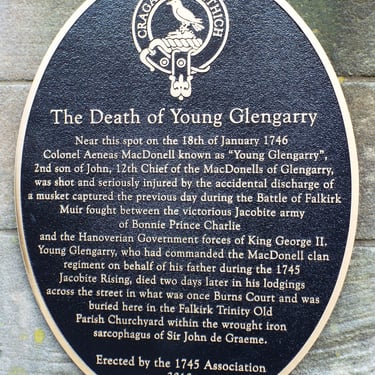 CRAGAN AN FHITHICH
The Death of Young Glengarry
Near this spot on the 18th of January 1746
Colonel Aeneas MacDonell known as “Young Glengarry”,
2nd son of John, 12th Chief of the MacDonells of Glengarry,
was shot and seriously injured by the accidental discharge of
a musket captured the previous day during the Battle of Falkirk
Muir fought between the victorious Jacobite army
of Bonnie Prince Charlie
and the Hanoverian Government forces of King George II.
Young Glengarry, who had commanded the MacDonell clan
regiment on behalf of his father during the 1745
Jacobite Rising, died two days later in his lodgings
across the street in what was once Burns Court and was
buried here in the Falkirk Trinity Old
Parish Churchyard within the wrought iron
sarcophagus of Sir John de Graeme.
Erected by the 1745 Association